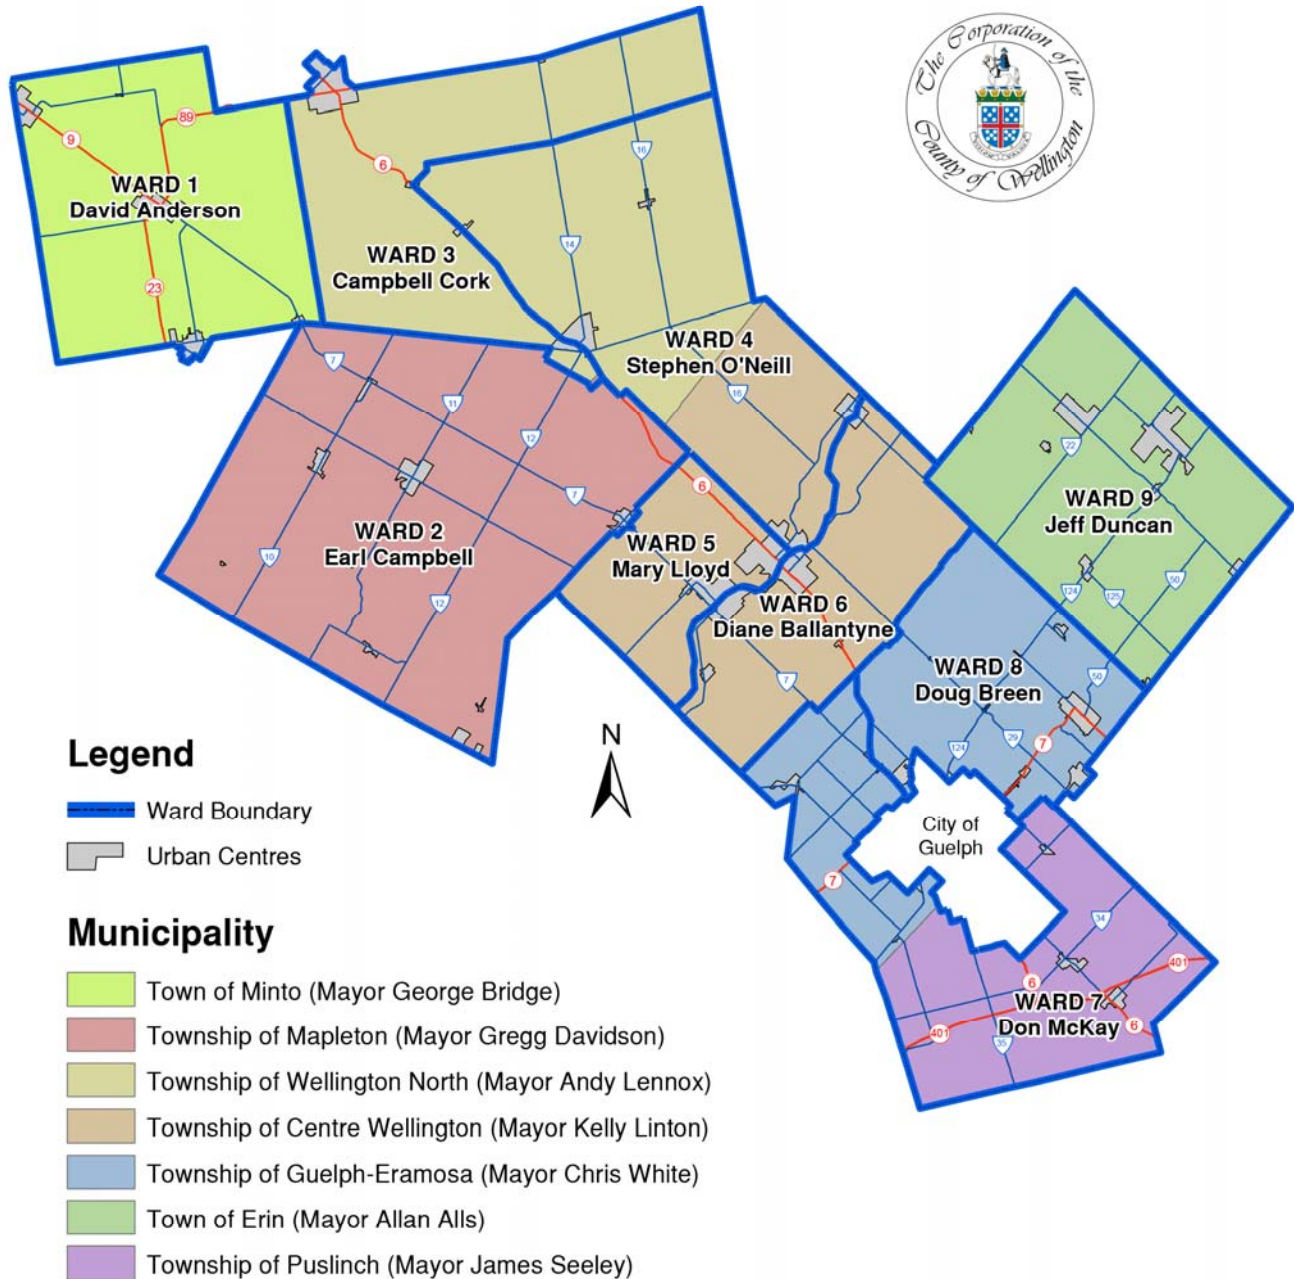 The Corporation of the
County of Wellington
89
9
WARD 1
David Anderson
23
6
16
14
WARD 3
Campbell Cork
WARD 4
Stephen O'Neill
16
7
11
12
7
10
12
WARD 2
Earl Campbell
6
WARD 5
Mary Lloyd
WARD 6
Diane Ballantyne
7
22
WARD 9
Jeff Duncan
124
125
50
WARD 8
Doug Breen
50
29
124
7
City of
Guelph
7
34
401
6
WARD 7
Don McKay
401
35
6
N
Legend
Ward Boundary
Urban Centres
Municipality
Town of Minto (Mayor George Bridge)
Township of Mapleton (Mayor Gregg Davidson)
Township of Wellington North (Mayor Andy Lennox)
Township of Centre Wellington (Mayor Kelly Linton)
Township of Guelph-Eramosa (Mayor Chris White)
Town of Erin (Mayor Allan Alls)
Township of Puslinch (Mayor James Seeley)